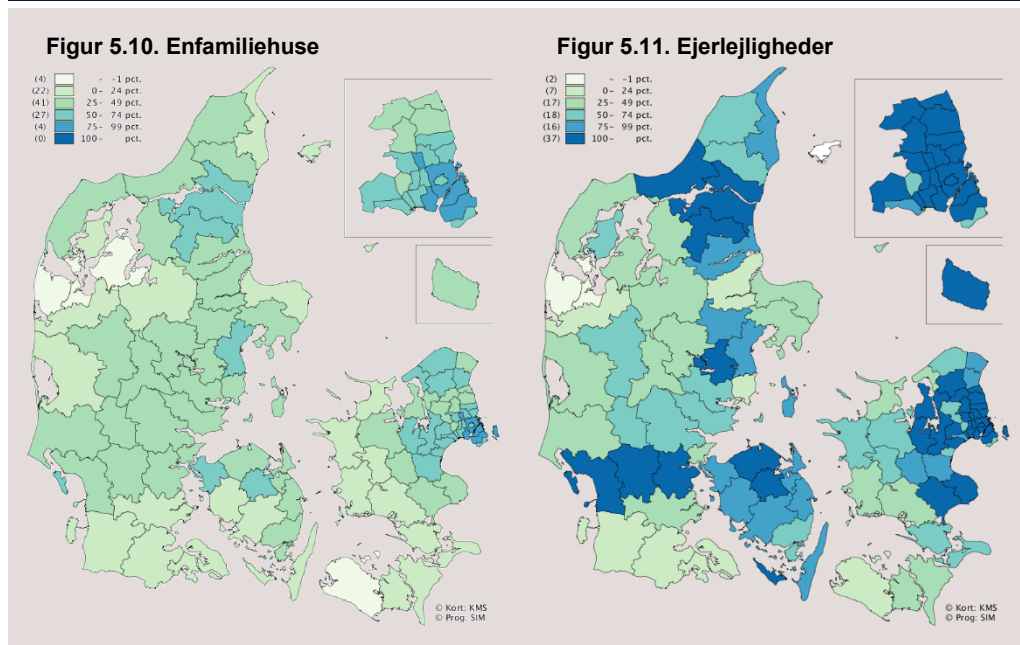 Figur 5.10. Enfamiliehuse
(4) - -1 pct.
(22) 0- 24 pct.
(41) 25- 49 pct.
(27) 50- 74 pct.
(4) 75- 99 pct.
(0) 100- pct.
© Kort: KMS
© Prog: SIM
Figur 5.11. Ejerlejligheder
(2) - -1 pct.
(7) 0- 24 pct.
(17) 25- 49 pct.
(18) 50- 74 pct.
(16) 75- 99 pct.
(37) 100- pct.
© Kort: KMS
© Prog: SIM